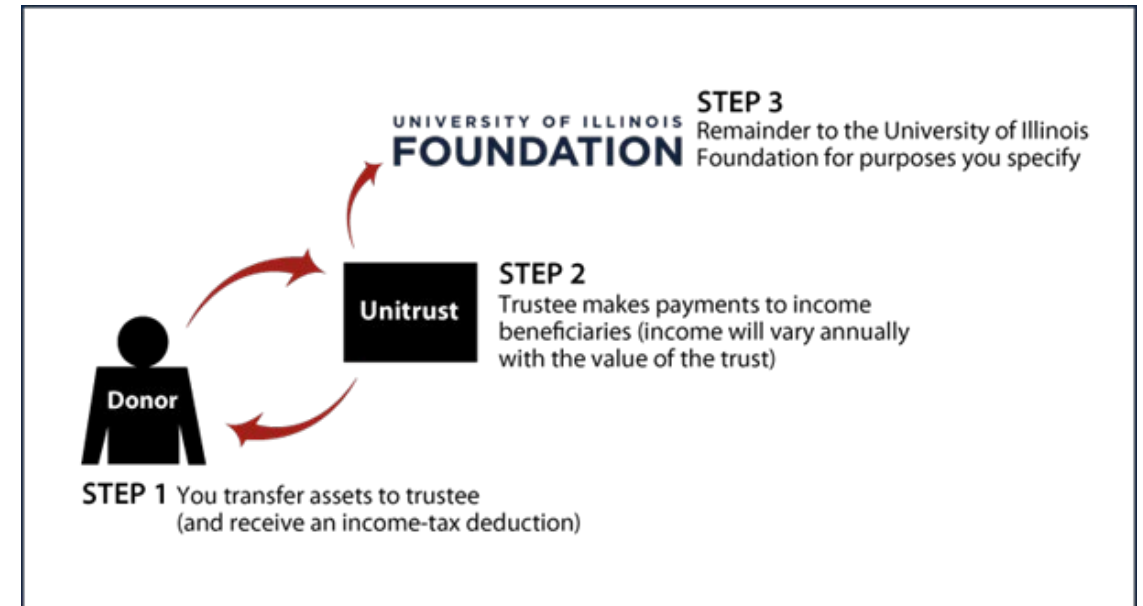 UNIVERSITY OF ILLINOIS
FOUNDATION
STEP 3
Remainder to the University of Illinois
Foundation for purposes you specify
Unitrust
STEP 2
Trustee makes payments to income
beneficiaries (income will vary annually
with the value of the trust)
Donor
STEP 1 You transfer assets to trustee
(and receive an income-tax deduction)